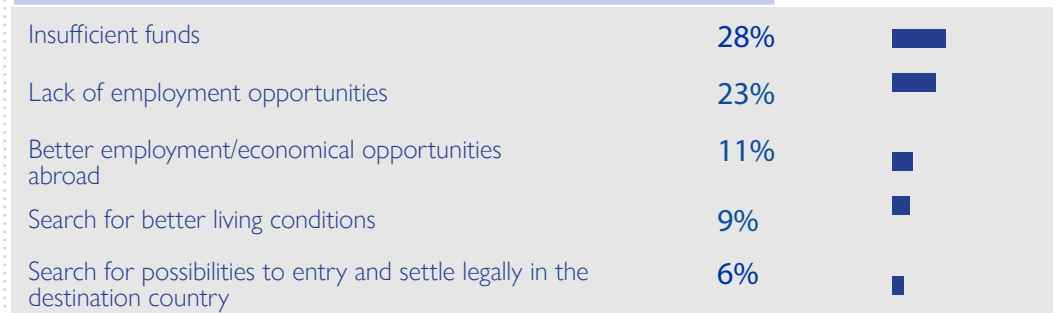 Insufficient funds 28%
Lack of employment opportunities 23%
Better employment/economical opportunities 11%
abroad
Search for better living conditions 9%
Search for possibilities to entry and settle legally in the 6%
destination country